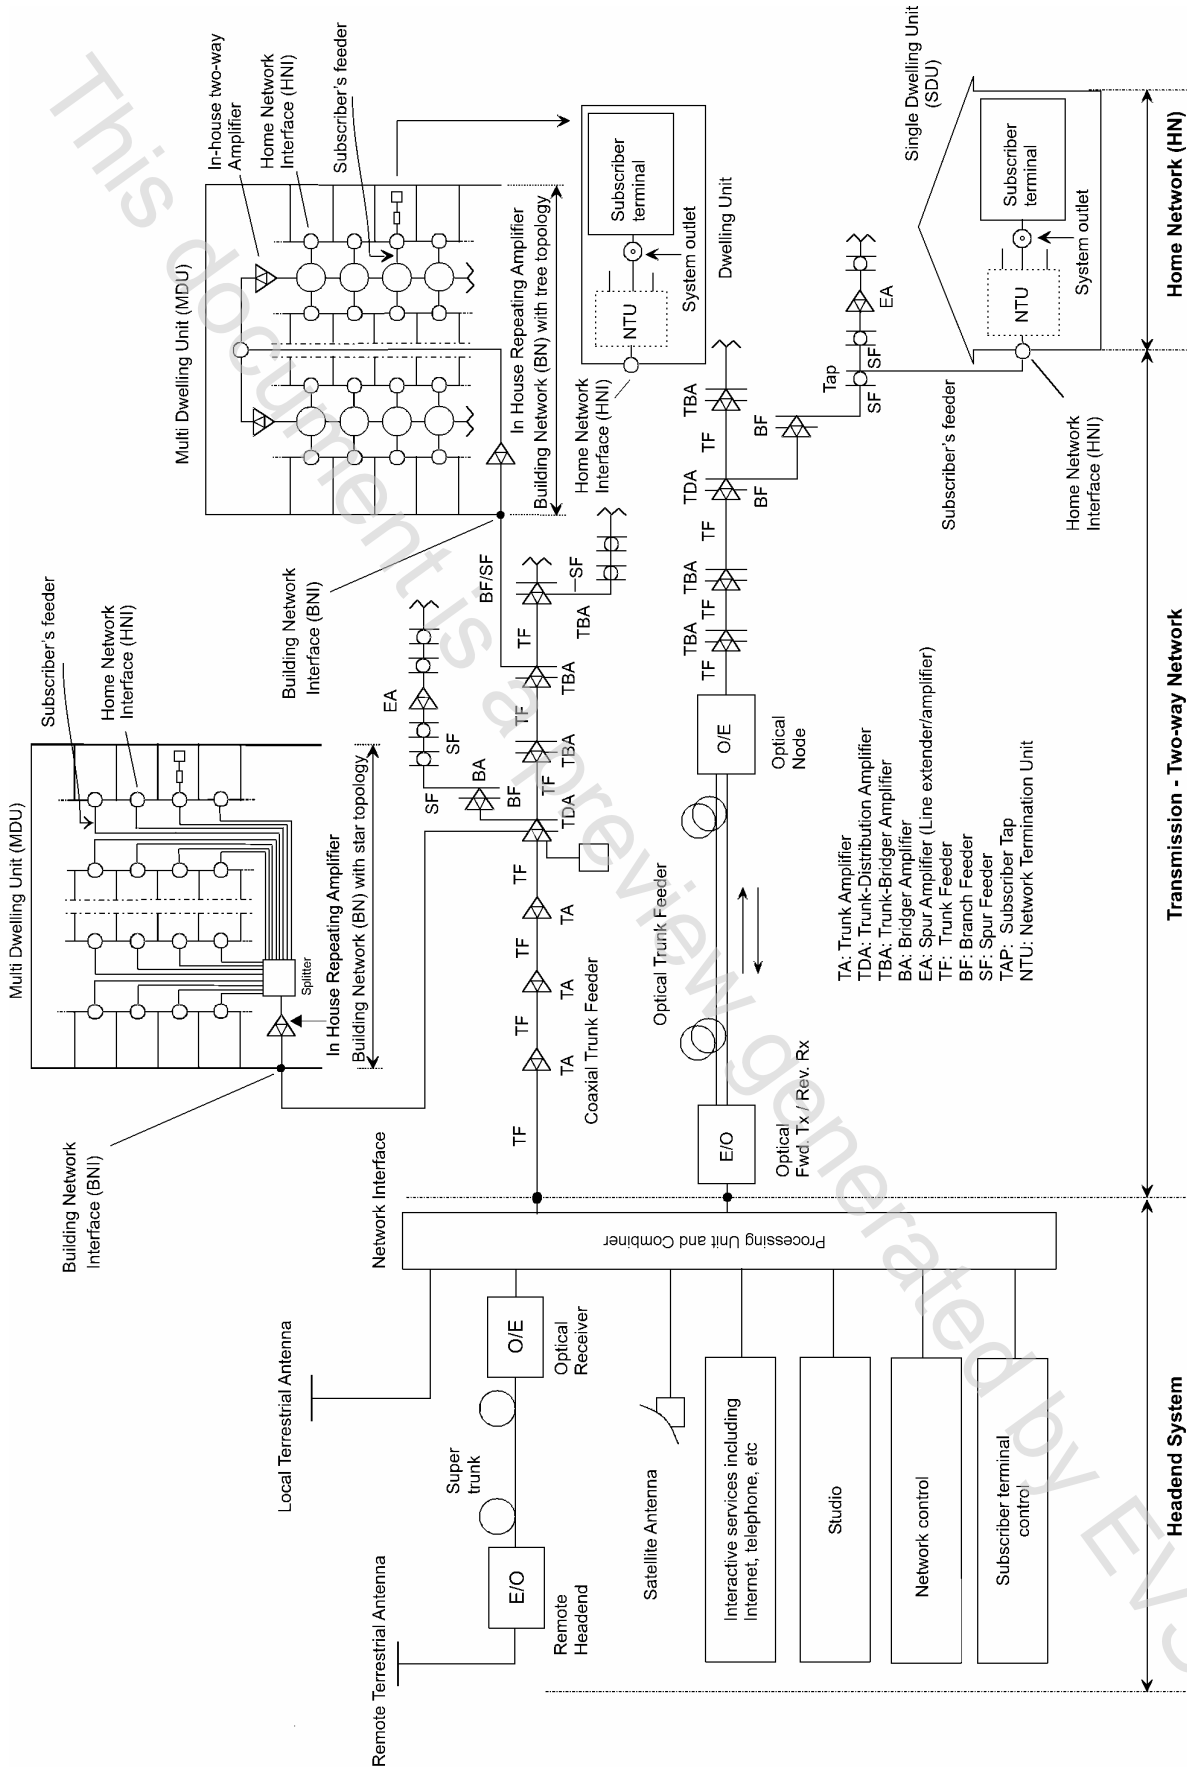 Multi Dwelling Unit (MDU)
Subscriber's feeder
Home Network
Interface (HNI)
Splitter
In House Repeating Amplifier
Building Network (BN) with star topology
Building Network
Interface (BNI)
Multi Dwelling Unit (MDU)
In-house two-way
Amplifier
Home Network
Interface (HNI)
Subscriber's feeder
In House Repeating Amplifier
Building Network (BN) with tree topology
Building Network
Interface (BNI)
Dwelling Unit
Subscriber
terminal
NTU
System outlet
Home Network
Interface (HNI)
Single Dwelling Unit
(SDU)
Subscriber
terminal
NTU
System outlet
Home Network
Interface (HNI)
Subscriber's feeder
Remote Terrestrial Antenna
Local Terrestrial Antenna
E/O
Remote
Headend
Super
trunk
O/E
Optical
Receiver
Satellite Antenna
Interactive services including
Internet, telephone, etc
Studio
Network control
Subscriber terminal
control
Network Interface
Processing Unit and Combiner
TF
TA
TF
TA
TF
TA
TF
TDA
TF
TBA
TF
TBA
TF
TBA
SF
BF/SF
BF
BA
SF
SF
EA
Coaxial Trunk Feeder
E/O
Optical
Fwd. Tx / Rev. Rx
Optical Trunk Feeder
O/E
Optical
Node
TF
TBA
TF
TBA
TF
TDA
TF
TBA
BF
BF
SF
Tap
SF
EA
TA: Trunk Amplifier
TDA: Trunk-Distribution Amplifier
TBA: Trunk-Bridger Amplifier
BA: Bridger Amplifier
EA: Spur Amplifier (Line extender/amplifier)
TF: Trunk Feeder
BF: Branch Feeder
SF: Spur Feeder
TAP: Subscriber Tap
NTU: Network Termination Unit
Headend System
Transmission - Two-way Network
Home Network (HN)
This document is a preview generated by EVS